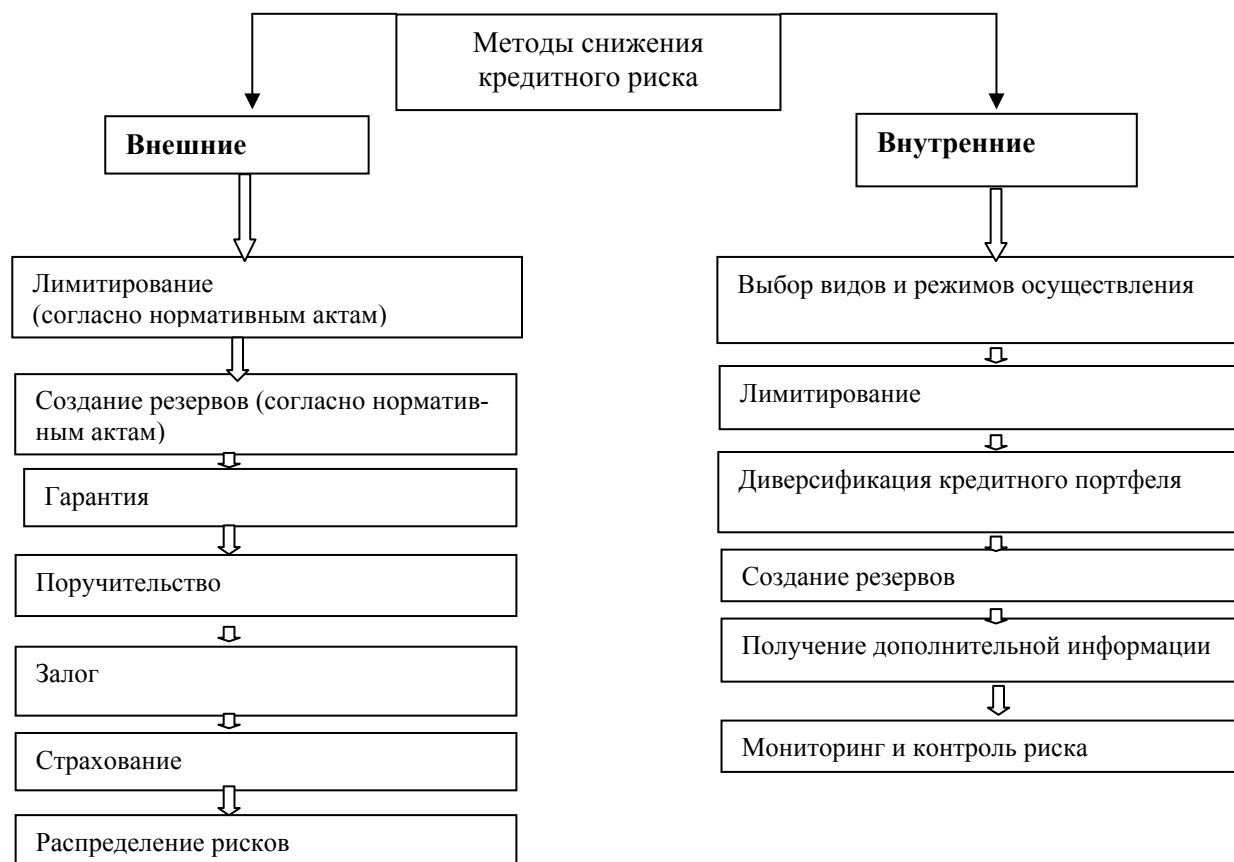 Методы снижения
кредитного риска
Внешние
Внутренние
Лимитирование
(согласно нормативным актам)
Создание резервов (согласно норматив-
ным актам)
Гарантия
Поручительство
Залог
Страхование
Распределение рисков
Выбор видов и режимов осуществления
Лимитирование
Диверсификация кредитного портфеля
Создание резервов
Получение дополнительной информации
Мониторинг и контроль риска